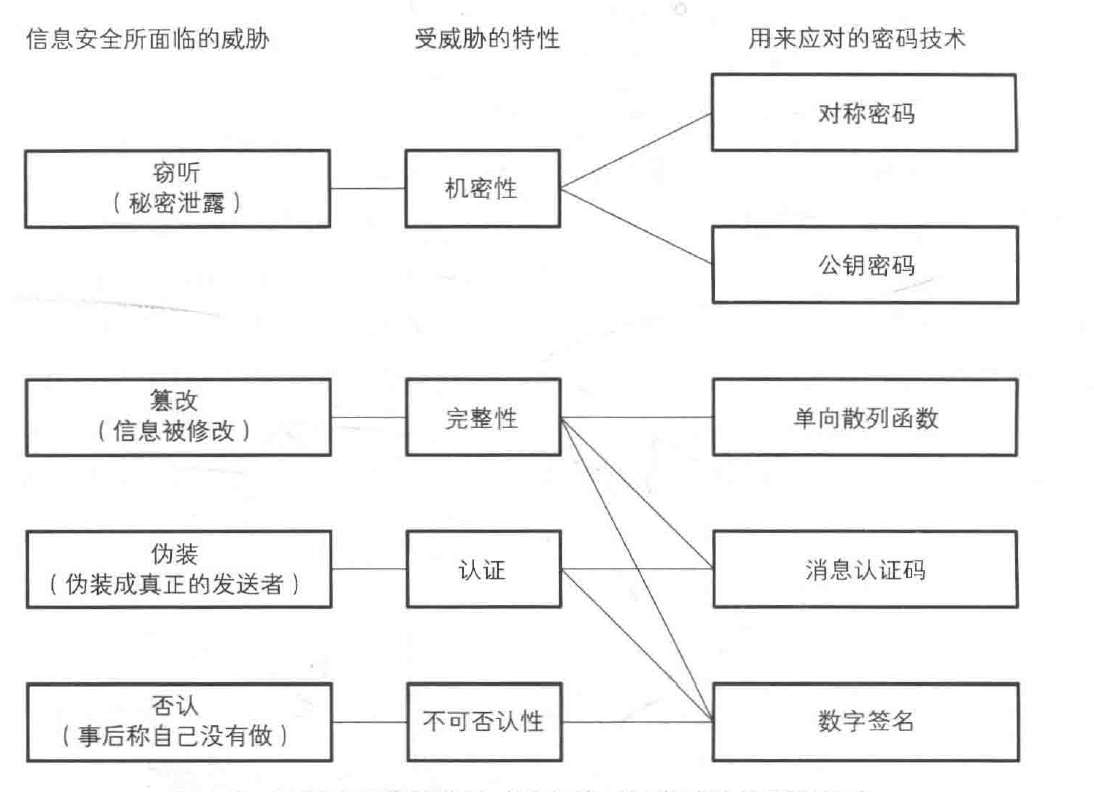 信息安全所面临的威胁
受威胁的特性
用来应对的密码技术
对称密码
窃听
（秘密泄露）
机密性
公钥密码
篡改
（信息被修改）
完整性
单向散列函数
伪装
（伪装成真正的发送者）
认证
消息认证码
否认
（事后称自己没有做）
不可否认性
数字签名